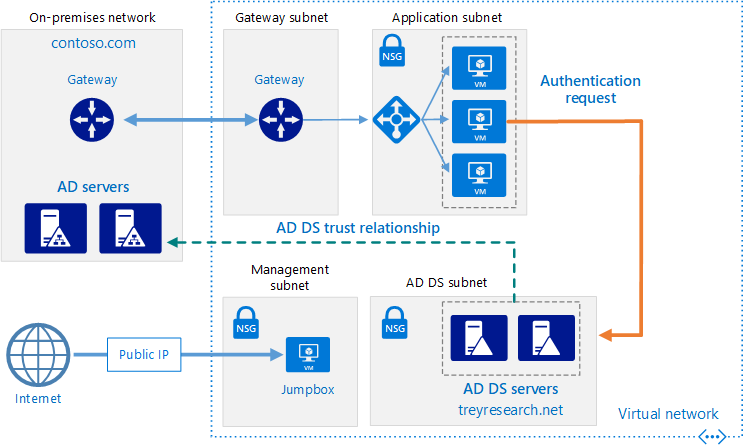 On-premises network
contoso.com
Gateway
AD servers
Gateway subnet
Gateway
Application subnet
NSG
VM
VM
VM
Authentication
request
AD DS trust relationship
Management
subnet
NSG
VM
Jumpbox
AD DS subnet
NSG
AD DS servers
treyresearch.net
Internet
Public IP
Virtual network